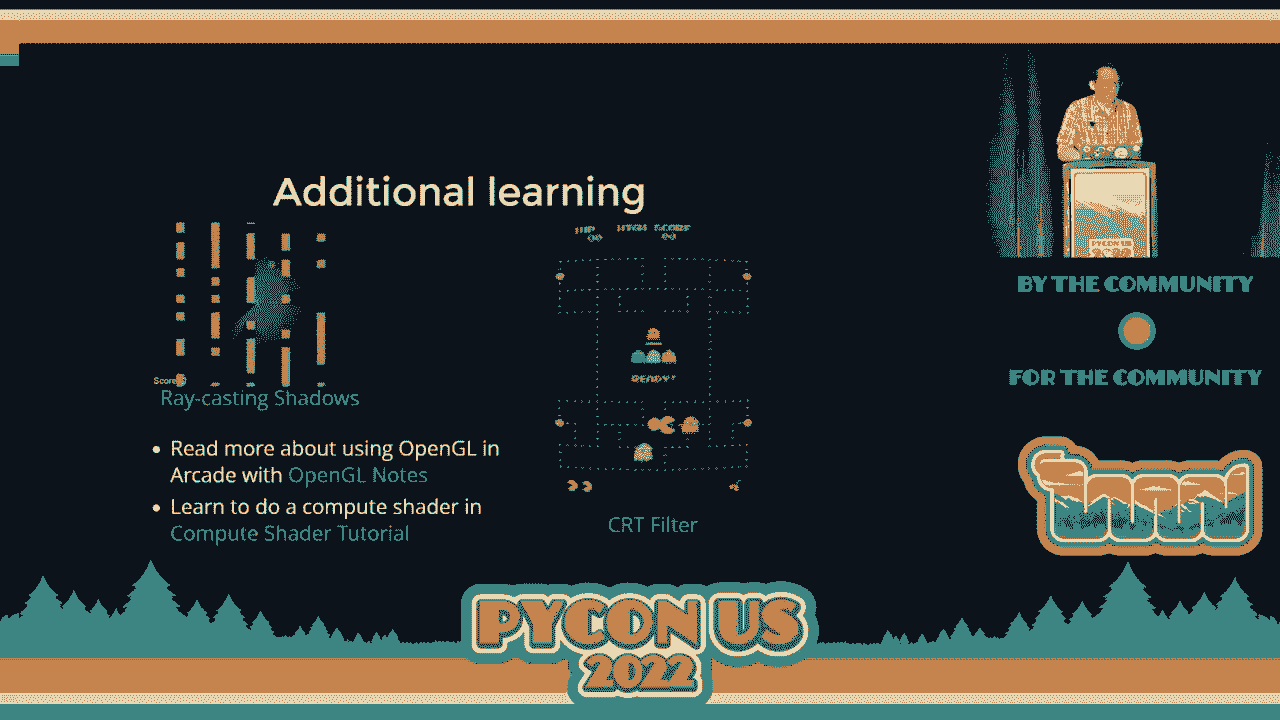 Additional learning
HIGH SCORE
00
00
READY!
Score
Ray-casting Shadows
• Read more about using OpenGL in
Arcade with OpenGL Notes
• Learn to do a compute shader in
Compute Shader Tutorial
CRT Filter
PYCON US
2022
BY THE COMMUNITY
FOR THE COMMUNITY
PYCON US
2022